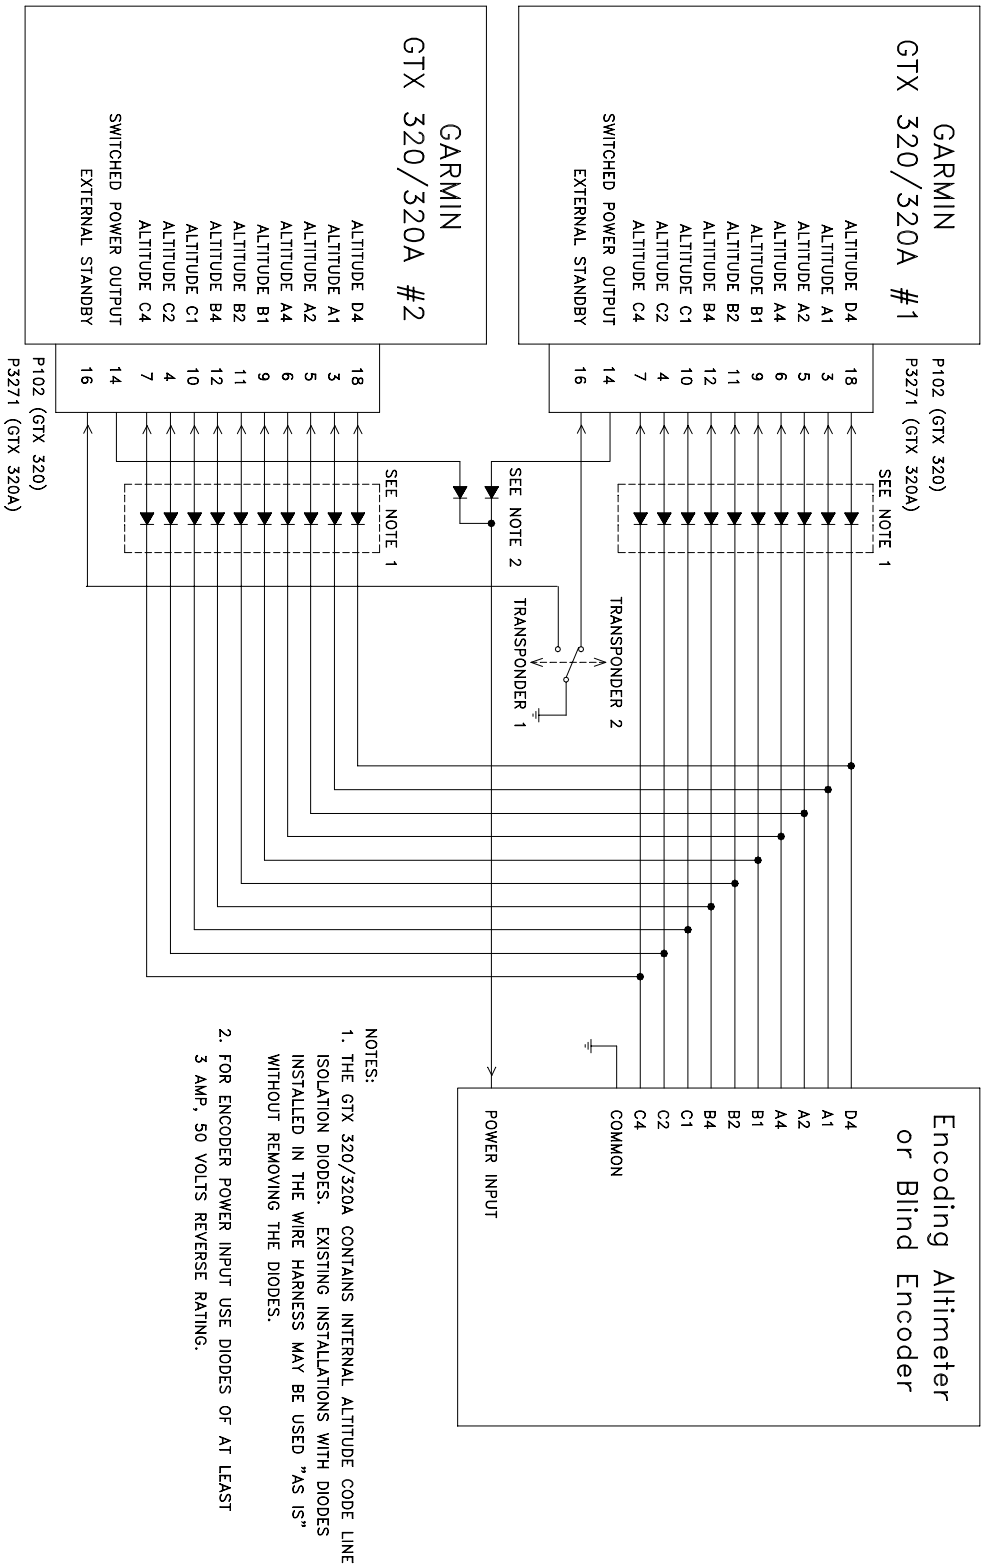 GARMIN
GTX 320/320A #1
ALTITUDE D4
ALTITUDE A1
ALTITUDE A2
ALTITUDE A4
ALTITUDE B1
ALTITUDE B2
ALTITUDE B4
ALTITUDE C1
ALTITUDE C2
ALTITUDE C4
SWITCHED POWER OUTPUT
EXTERNAL STANDBY
P102 (GTX 320)
P3271 (GTX 320A)
18
3
5
6
9
11
12
10
4
7
14
16
SEE NOTE 1
Encoding Altimeter
or Blind Encoder
D4
A1
A2
A4
B1
B2
B4
C1
C2
C4
COMMON
POWER INPUT
TRANSPONDER 2
TRANSPONDER 1
SEE NOTE 2
GARMIN
GTX 320/320A #2
ALTITUDE D4
ALTITUDE A1
ALTITUDE A2
ALTITUDE A4
ALTITUDE B1
ALTITUDE B2
ALTITUDE B4
ALTITUDE C1
ALTITUDE C2
ALTITUDE C4
SWITCHED POWER OUTPUT
EXTERNAL STANDBY
18
3
5
6
9
11
12
10
4
7
14
16
P102 (GTX 320)
P3271 (GTX 320A)
SEE NOTE 1
NOTES:
1. THE GTX 320/320A CONTAINS INTERNAL ALTITUDE CODE LINE
ISOLATION DIODES. EXISTING INSTALLATIONS WITH DIODES
INSTALLED IN THE WIRE HARNESS MAY BE USED "AS IS"
WITHOUT REMOVING THE DIODES.
2. FOR ENCODER POWER INPUT USE DIODES OF AT LEAST
3 AMP, 50 VOLTS REVERSE RATING.